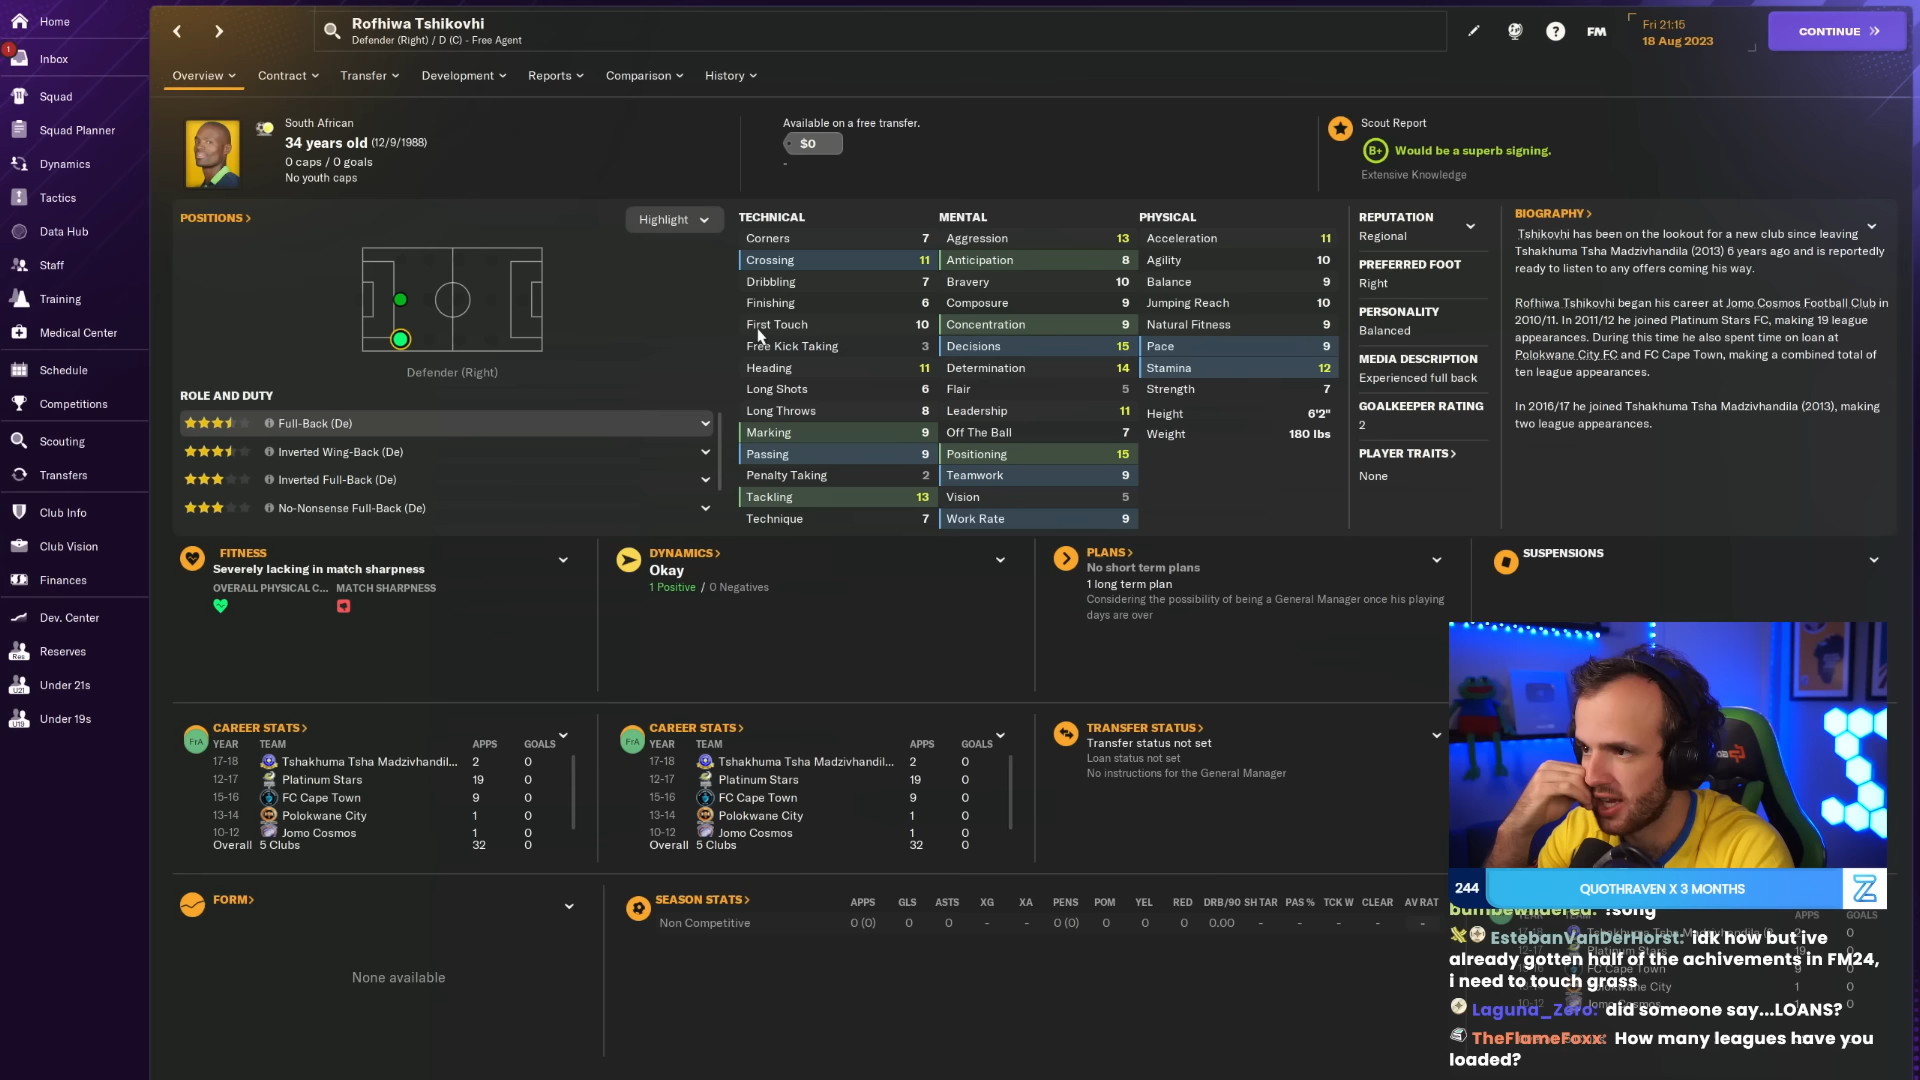 Home
1
Inbox
Squad
Squad Planner
Dynamics
Tactics
Data Hub
Staff
Training
Medical Center
Schedule
Competitions
Scouting
Transfers
Club Info
Club Vision
Finances
Dev. Center
Res
Reserves
U21
Under 21s
U19
Under 19s
Rofhiwa Tshikovhi
Defender (Right) / D (C) - Free Agent
?
FM
Fri 21:15
18 Aug 2023
CONTINUE
Overview
Contract
Transfer
Development
Reports
Comparison
History
South African
34 years old (12/9/1988)
0 caps / 0 goals
No youth caps
Available on a free transfer.
$0
-
Scout Report
B+ Would be a superb signing.
Extensive Knowledge
POSITIONS >
Highlight
Defender (Right)
ROLE AND DUTY
Full-Back (De)
Inverted Wing-Back (De)
Inverted Full-Back (De)
No-Nonsense Full-Back (De)
TECHNICAL
Corners 7
Crossing 11
Dribbling 7
Finishing 6
First Touch 10
Free Kick Taking 3
Heading 11
Long Shots 6
Long Throws 8
Marking 9
Passing 9
Penalty Taking 2
Tackling 13
Technique 7
MENTAL
Aggression 13
Anticipation 8
Bravery 10
Composure 9
Concentration 9
Decisions 15
Determination 14
Flair 5
Leadership 11
Off The Ball 7
Positioning 15
Teamwork 9
Vision 5
Work Rate 9
PHYSICAL
Acceleration 11
Agility 10
Balance 9
Jumping Reach 10
Natural Fitness 9
Pace 9
Stamina 12
Strength 7
Height 6'2"
Weight 180 lbs
REPUTATION
Regional
PREFERRED FOOT
Right
PERSONALITY
Balanced
MEDIA DESCRIPTION
Experienced full back
GOALKEEPER RATING
2
PLAYER TRAITS >
None
BIOGRAPHY >
Tshikovhi has been on the lookout for a new club since leaving
Tshakhuma Tsha Madzivhandila (2013) 6 years ago and is reportedly
ready to listen to any offers coming his way.
Rofhiwa Tshikovhi began his career at Jomo Cosmos Football Club in
2010/11. In 2011/12 he joined Platinum Stars FC, making 19 league
appearances. During this time he also spent time on loan at
Polokwane City FC and FC Cape Town, making a combined total of
ten league appearances.
In 2016/17 he joined Tshakhuma Tsha Madzivhandila (2013), making
two league appearances.
FITNESS
Severely lacking in match sharpness
OVERALL PHYSICAL C... MATCH SHARPNESS
DYNAMICS >
Okay
1 Positive / 0 Negatives
PLANS >
No short term plans
1 long term plan
Considering the possibility of being a General Manager once his playing
days are over
SUSPENSIONS
CAREER STATS >
FrA
YEAR TEAM APPS GOALS
17-18 Tshakhuma Tsha Madzivhandil... 2 0
12-17 Platinum Stars 19 0
15-16 FC Cape Town 9 0
13-14 Polokwane City 1 0
10-12 Jomo Cosmos 1 0
Overall 5 Clubs 32 0
CAREER STATS >
FrA
YEAR TEAM APPS GOALS
17-18 Tshakhuma Tsha Madzivhandil... 2 0
12-17 Platinum Stars 19 0
15-16 FC Cape Town 9 0
13-14 Polokwane City 1 0
10-12 Jomo Cosmos 1 0
Overall 5 Clubs 32 0
TRANSFER STATUS >
Transfer status not set
Loan status not set
No instructions for the General Manager
FORM >
None available
SEASON STATS >
APPS GLS ASTS XG XA PENS POM YEL RED DRB/90 SH TAR PAS % TCK W CLEAR AV RAT
Non Competitive 0 (0) 0 0 - - 0 (0) 0 0 0 0.00 - - - - -
244 QUOTHRAVEN X 3 MONTHS Z
bumbewildered: !song
EstebanVanDerHorst: idk how but ive
already gotten half of the achivements in FM24,
i need to touch grass
Laguna_Zero: did someone say...LOANS?
TheFlameFoxx: How many leagues have you
loaded?
APPS GOALS